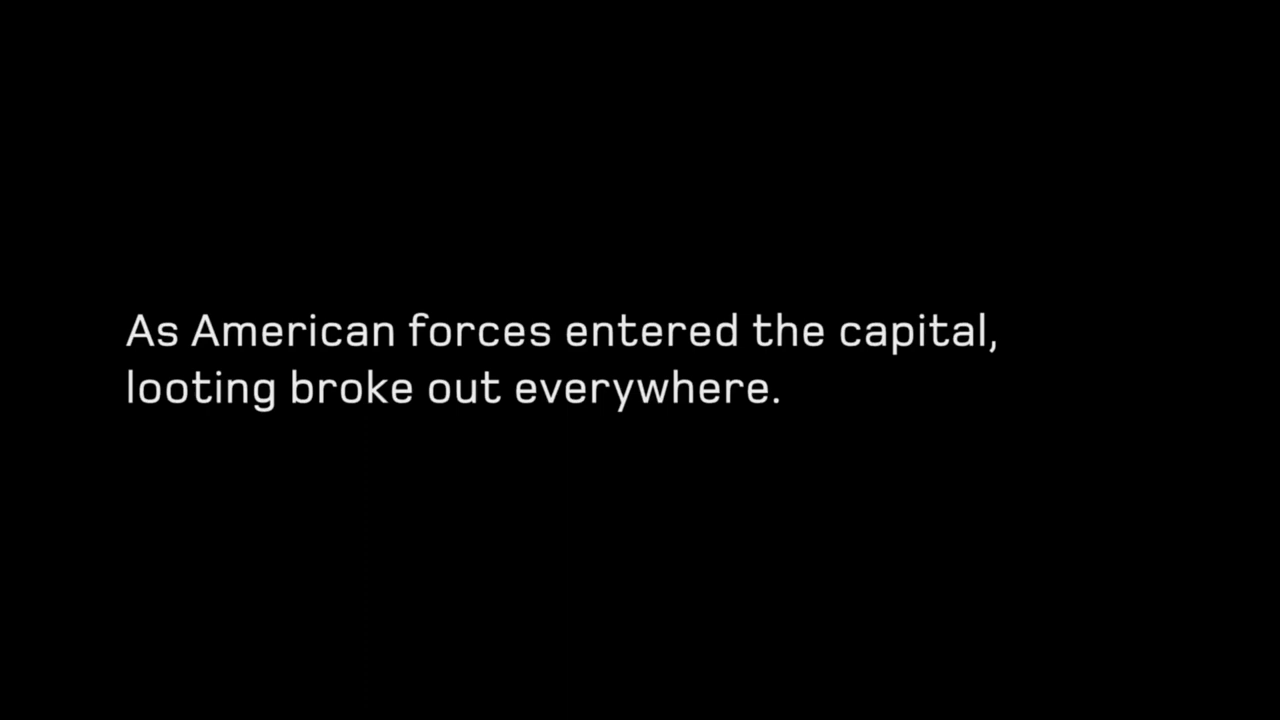 As American forces entered the capital,
looting broke out everywhere.